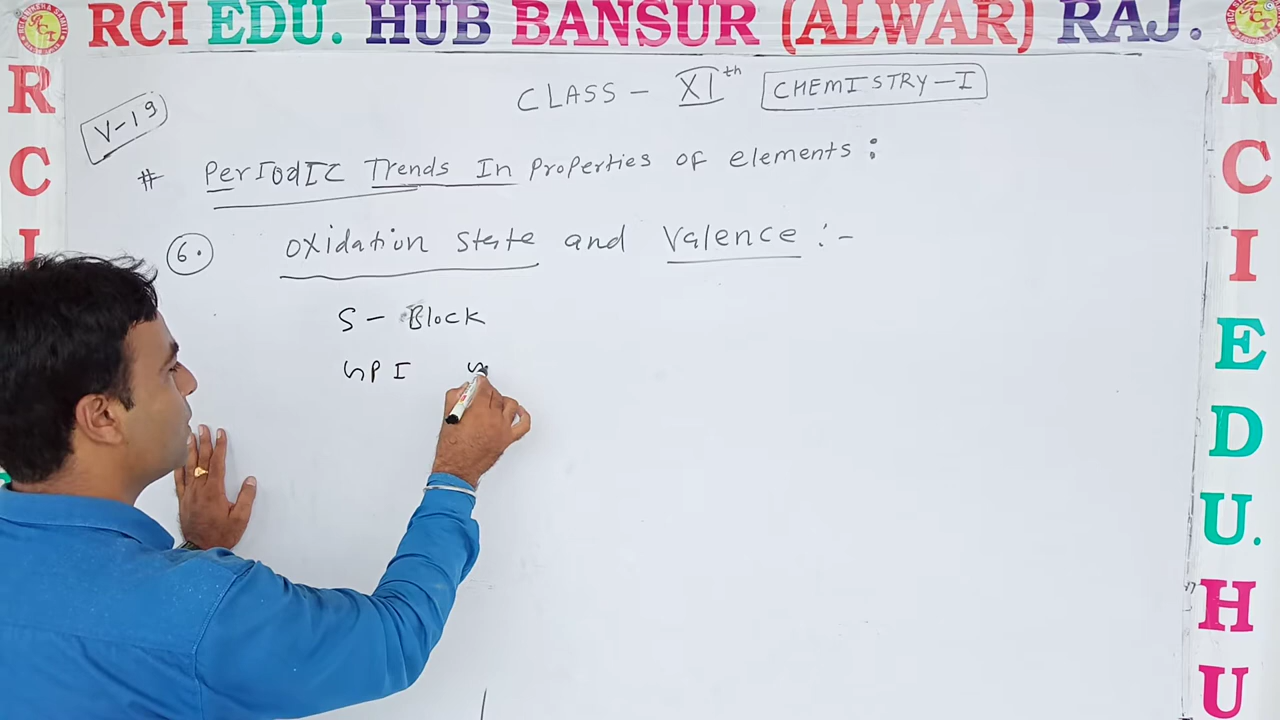 RCI EDU. HUB BANSUR (ALWAR) RAJ.
CLASS - XIth CHEMISTRY-I
V-19
# PerIodIC Trends In Properties of elements:
6. Oxidation State and Valence :-
S - Block
GP I
R
C
I
R
C
I
E
D
U.
H
U